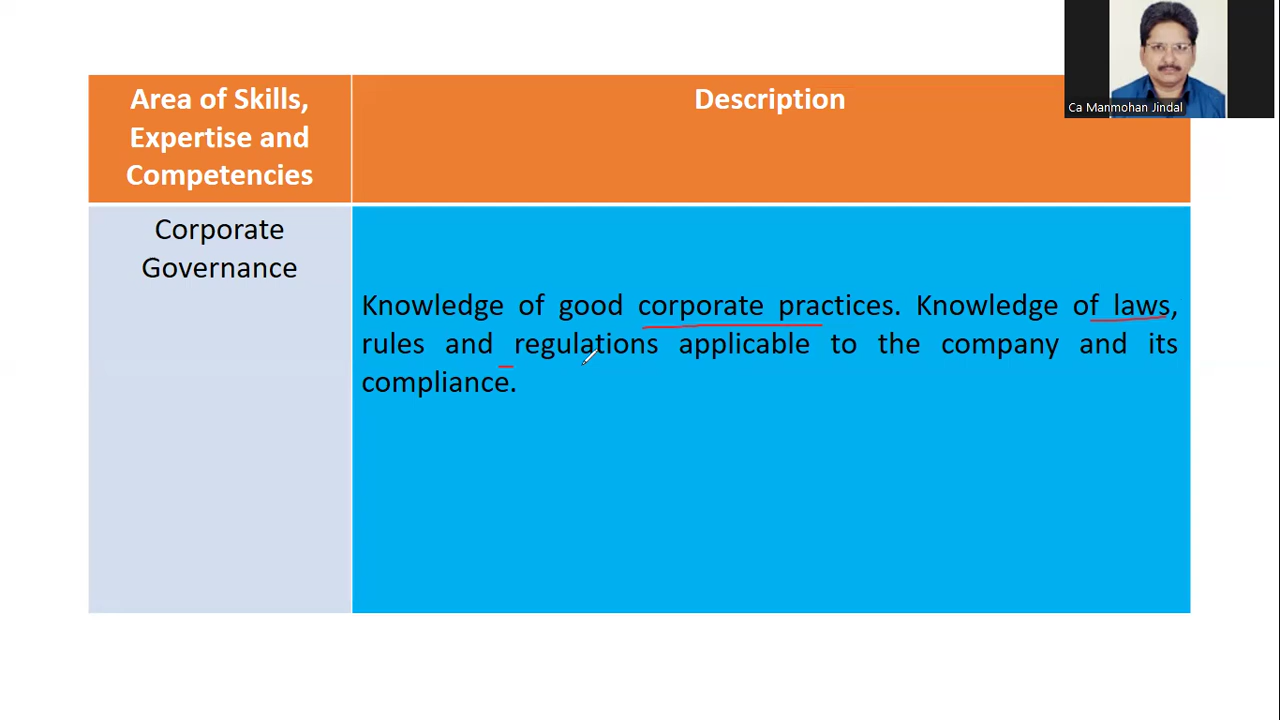 Ca Manmohan Jindal
Area of Skills,
Expertise and
Competencies
Description
Corporate
Governance
Knowledge of good corporate practices. Knowledge of laws,
rules and regulations applicable to the company and its
compliance.